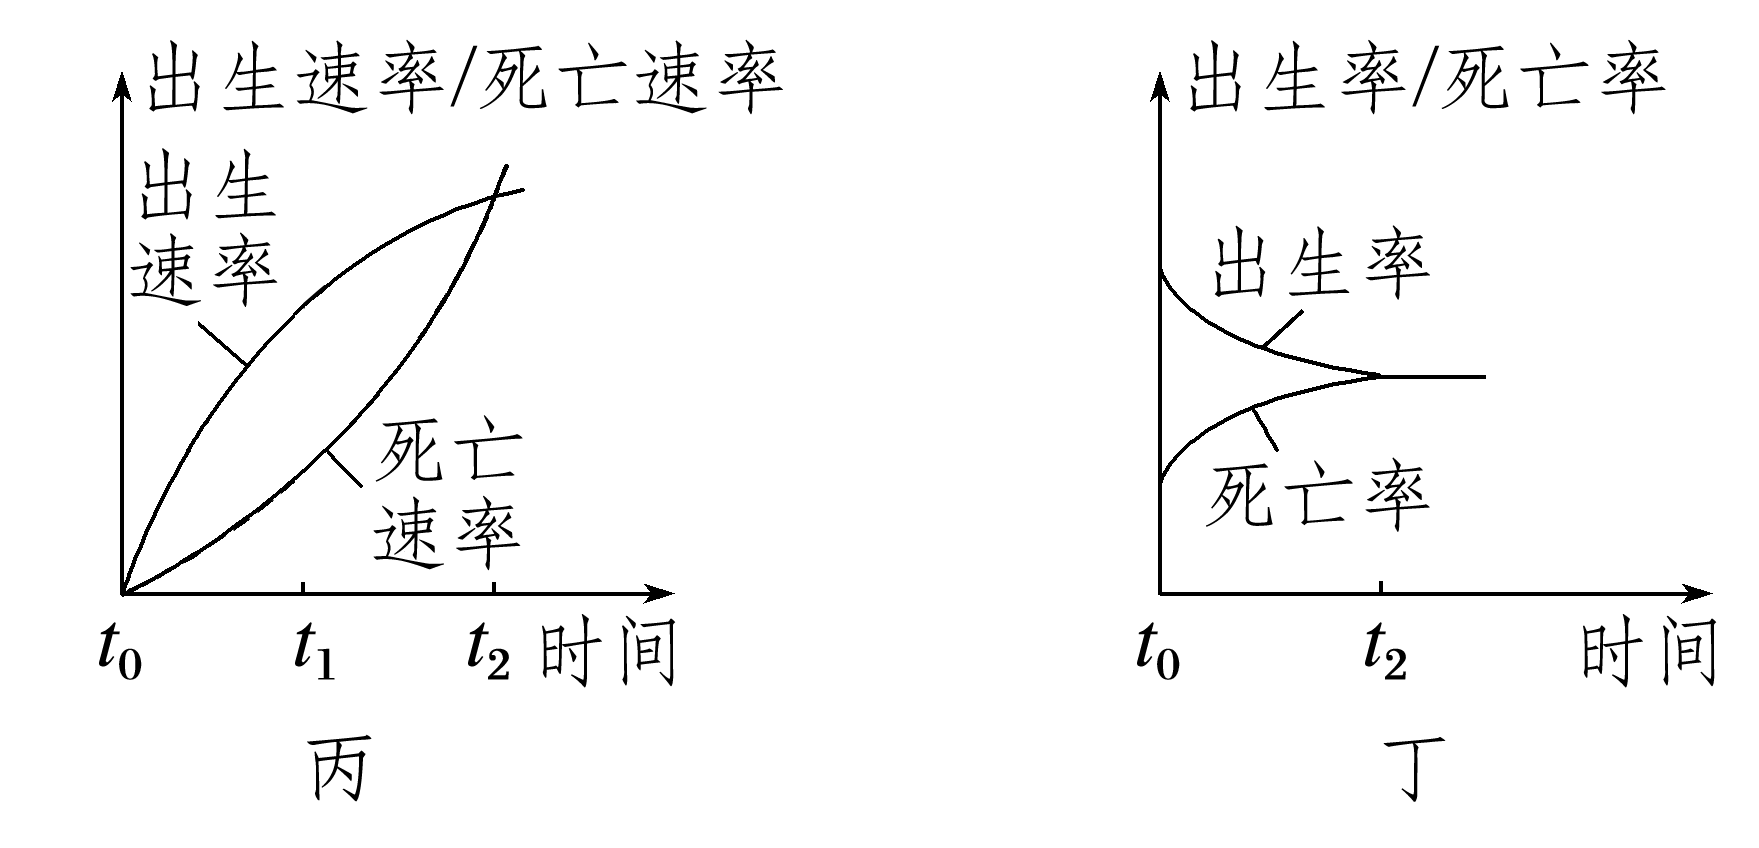 出生速率/死亡速率
出生
速率
死亡
速率
t₀ t₁ t₂ 时间
丙
出生率/死亡率
出生率
死亡率
t₀ t₂ 时间
丁